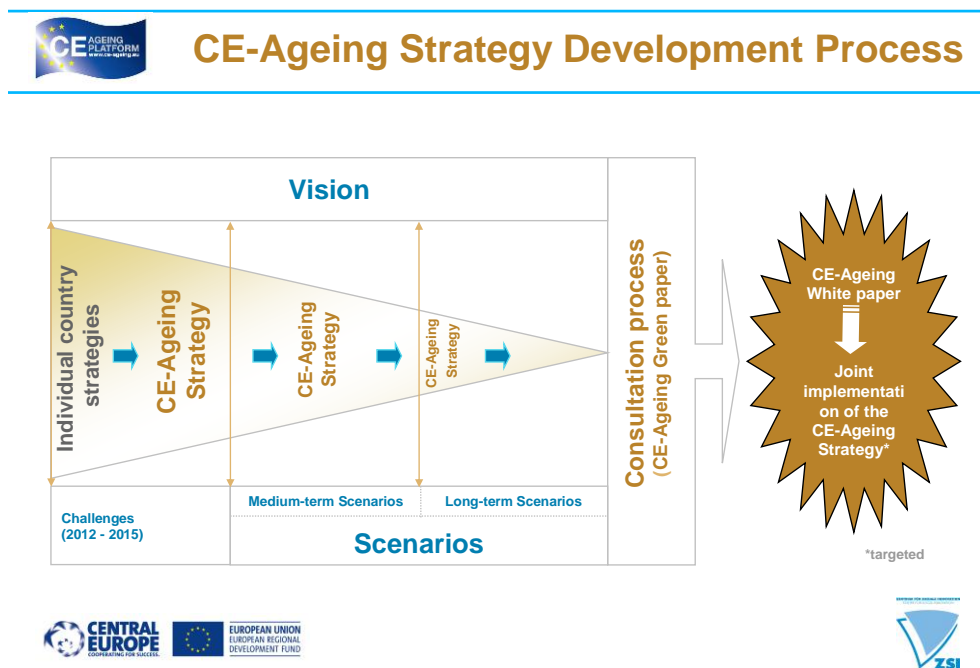 CE AGEING
PLATFORM
www.ce-ageing.eu
CE-Ageing Strategy Development Process
Vision
Individual country
strategies
CE-Ageing
Strategy
CE-Ageing
Strategy
CE-Ageing
Strategy
Challenges
(2012 - 2015)
Medium-term Scenarios
Long-term Scenarios
Scenarios
Consultation process
(CE-Ageing Green paper)
CE-Ageing
White paper
Joint
implementati
on of the
CE-Ageing
Strategy*
*targeted
CENTRAL
EUROPE
COOPERATING FOR SUCCESS.
EUROPEAN UNION
EUROPEAN REGIONAL
DEVELOPMENT FUND
ZSI